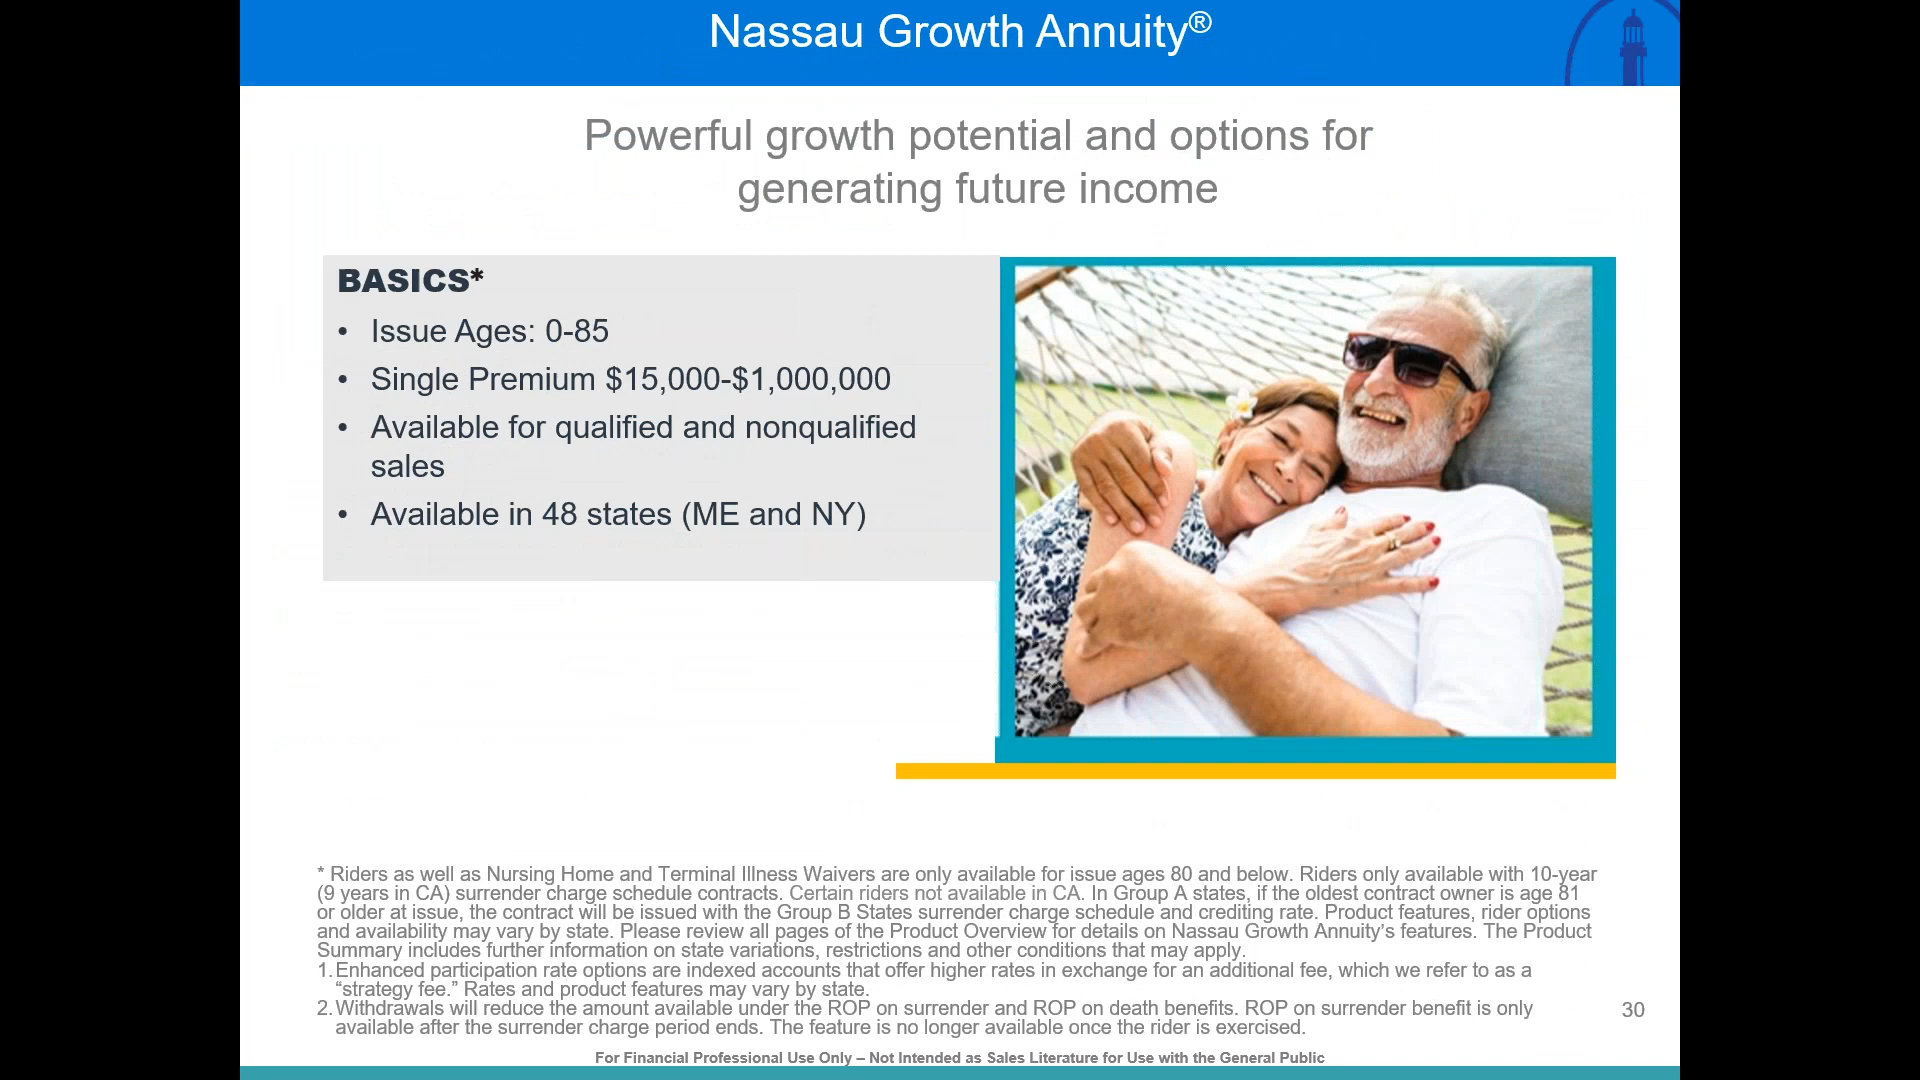 Nassau Growth Annuity®
Powerful growth potential and options for
generating future income
BASICS*
• Issue Ages: 0-85
• Single Premium $15,000-$1,000,000
• Available for qualified and nonqualified
sales
• Available in 48 states (ME and NY)
* Riders as well as Nursing Home and Terminal Illness Waivers are only available for issue ages 80 and below. Riders only available with 10-year
(9 years in CA) surrender charge schedule contracts. Certain riders not available in CA. In Group A states, if the oldest contract owner is age 81
or older at issue, the contract will be issued with the Group B States surrender charge schedule and crediting rate. Product features, rider options
and availability may vary by state. Please review all pages of the Product Overview for details on Nassau Growth Annuity's features. The Product
Summary includes further information on state variations, restrictions and other conditions that may apply.
1. Enhanced participation rate options are indexed accounts that offer higher rates in exchange for an additional fee, which we refer to as a
“strategy fee.” Rates and product features may vary by state.
2. Withdrawals will reduce the amount available under the ROP on surrender and ROP on death benefits. ROP on surrender benefit is only
available after the surrender charge period ends. The feature is no longer available once the rider is exercised.
30
For Financial Professional Use Only – Not Intended as Sales Literature for Use with the General Public